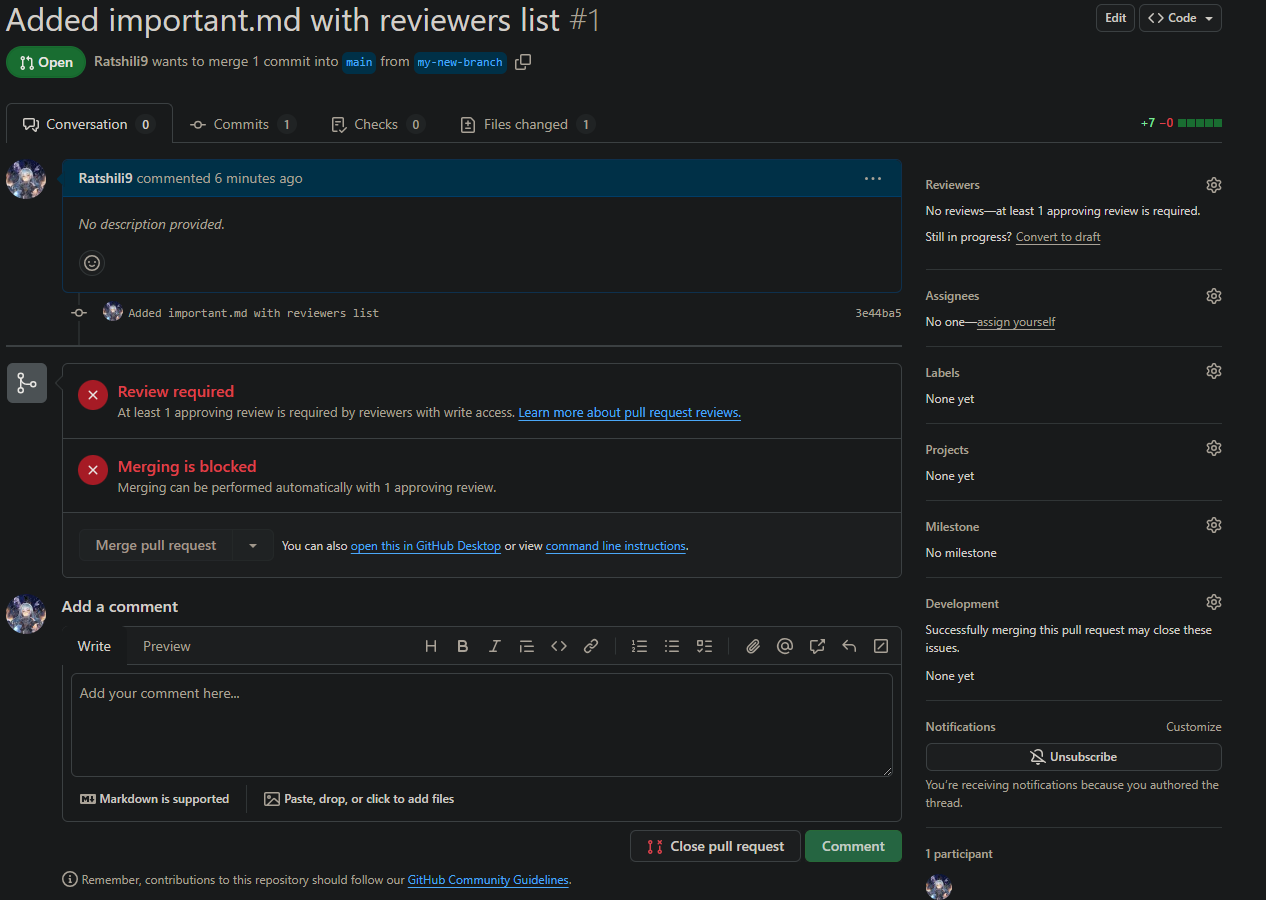 Added important.md with reviewers list #1
Edit
<> Code
Open
Ratshili9 wants to merge 1 commit into main from my-new-branch
Conversation 0
Commits 1
Checks 0
Files changed 1
+7 −0
Ratshili9 commented 6 minutes ago
No description provided.
Added important.md with reviewers list
3e44ba5
Review required
At least 1 approving review is required by reviewers with write access. Learn more about pull request reviews.
Merging is blocked
Merging can be performed automatically with 1 approving review.
Merge pull request
You can also open this in GitHub Desktop or view command line instructions.
Add a comment
Write
Preview
Add your comment here...
Markdown is supported
Paste, drop, or click to add files
Close pull request
Comment
Remember, contributions to this repository should follow our GitHub Community Guidelines.
Reviewers
No reviews—at least 1 approving review is required.
Still in progress? Convert to draft
Assignees
No one—assign yourself
Labels
None yet
Projects
None yet
Milestone
No milestone
Development
Successfully merging this pull request may close these
issues.
None yet
Notifications
Customize
Unsubscribe
You're receiving notifications because you authored the
thread.
1 participant